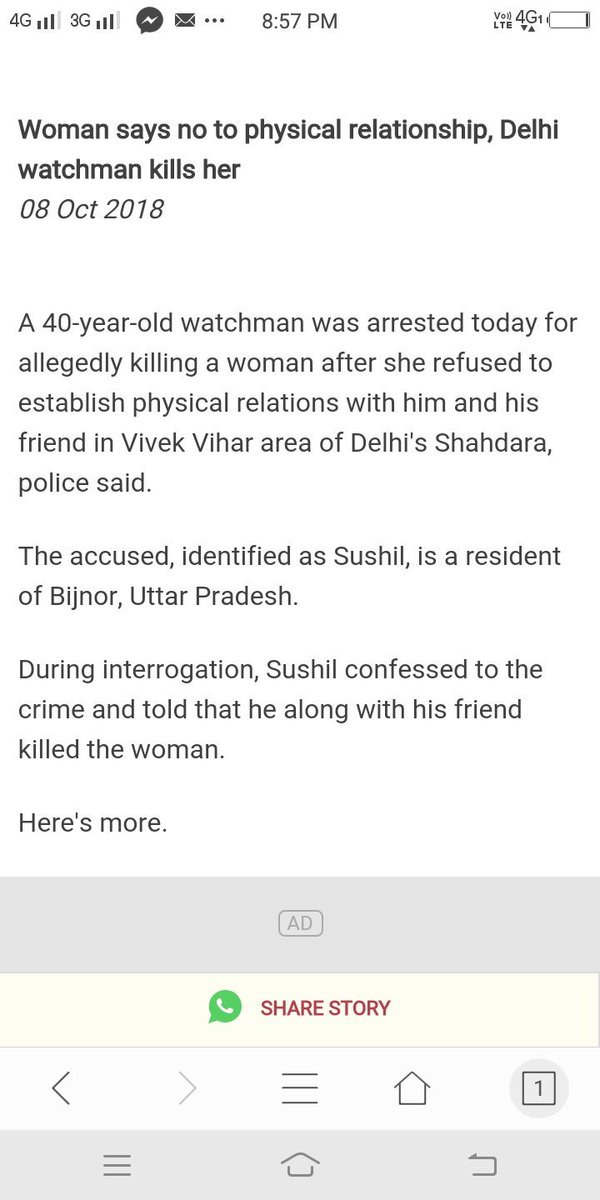 4G 3G 8:57 PM Vo)) LTE 4G 1
Woman says no to physical relationship, Delhi
watchman kills her
08 Oct 2018
A 40-year-old watchman was arrested today for
allegedly killing a woman after she refused to
establish physical relations with him and his
friend in Vivek Vihar area of Delhi's Shahdara,
police said.
The accused, identified as Sushil, is a resident
of Bijnor, Uttar Pradesh.
During interrogation, Sushil confessed to the
crime and told that he along with his friend
killed the woman.
Here's more.
AD
SHARE STORY
1